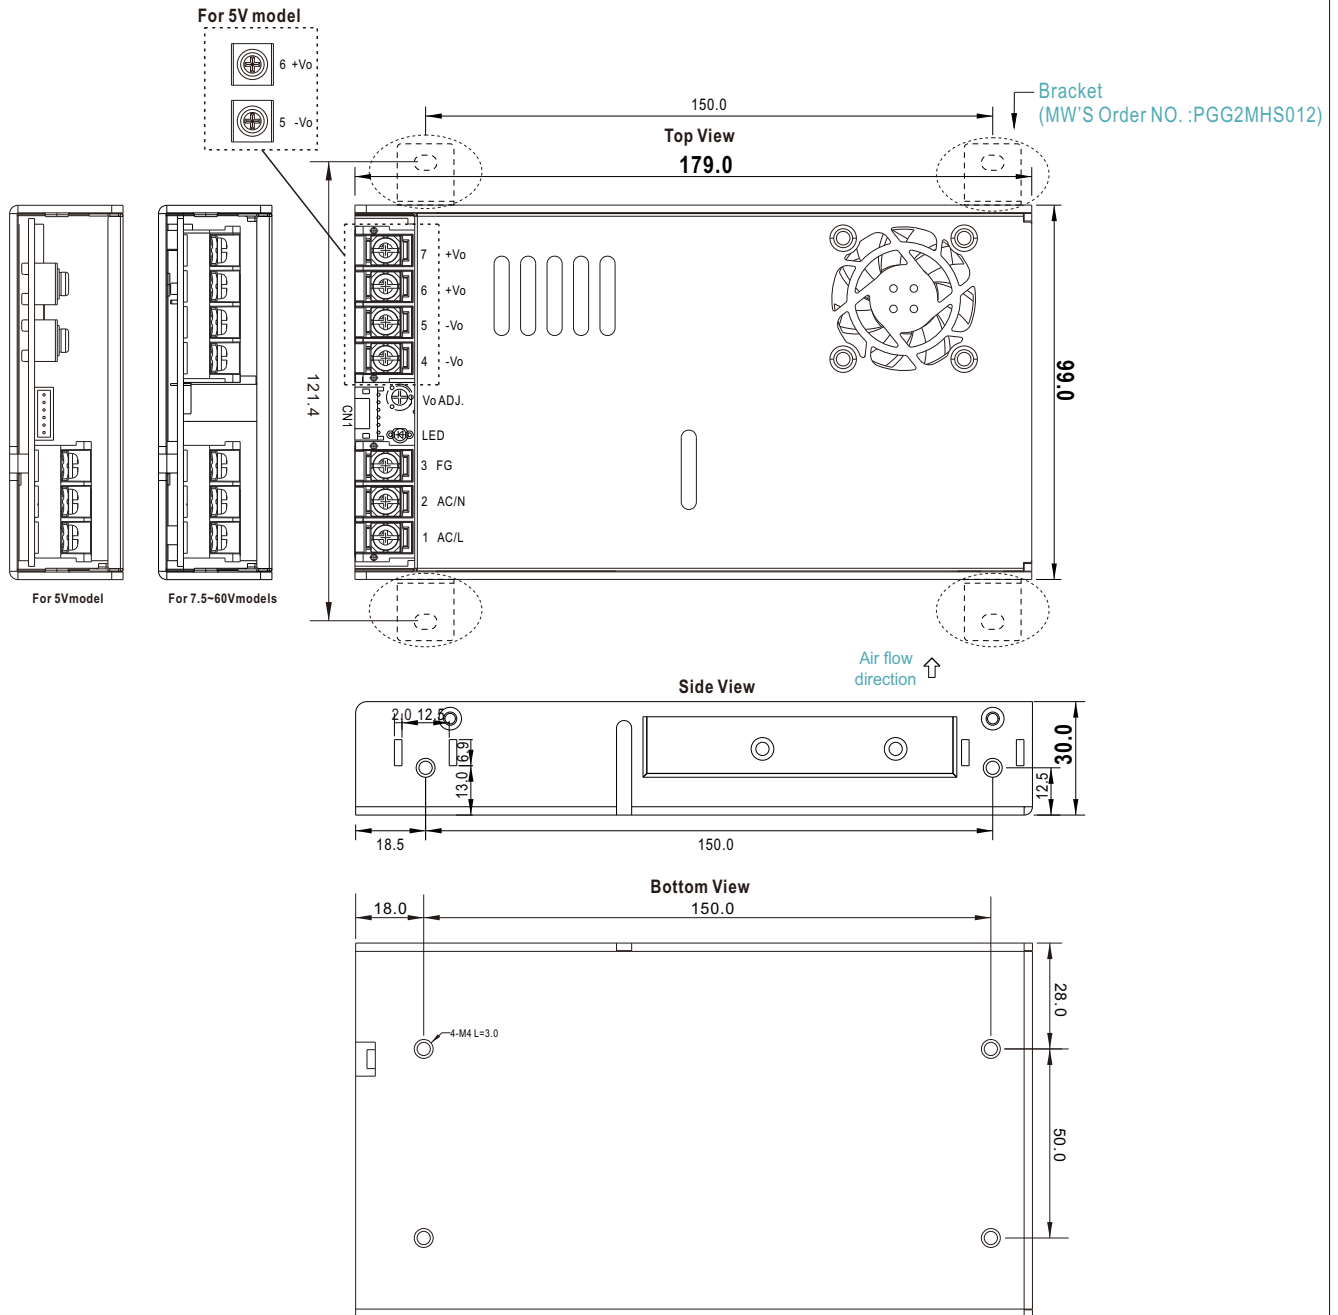 For 5V model
6 +Vo
5 -Vo
150.0
Bracket
(MW'S Order NO. :PGG2MHS012)
Top View
179.0
7 +Vo
6 +Vo
5 -Vo
4 -Vo
Vo ADJ.
CN1
LED
3 FG
2 AC/N
1 AC/L
121.4
99.0
For 5Vmodel
For 7.5~60Vmodels
Air flow
direction
Side View
2.0 12.5
6.9
13.0
30.0
12.5
18.5
150.0
Bottom View
18.0
150.0
28.0
4-M4 L=3.0
50.0